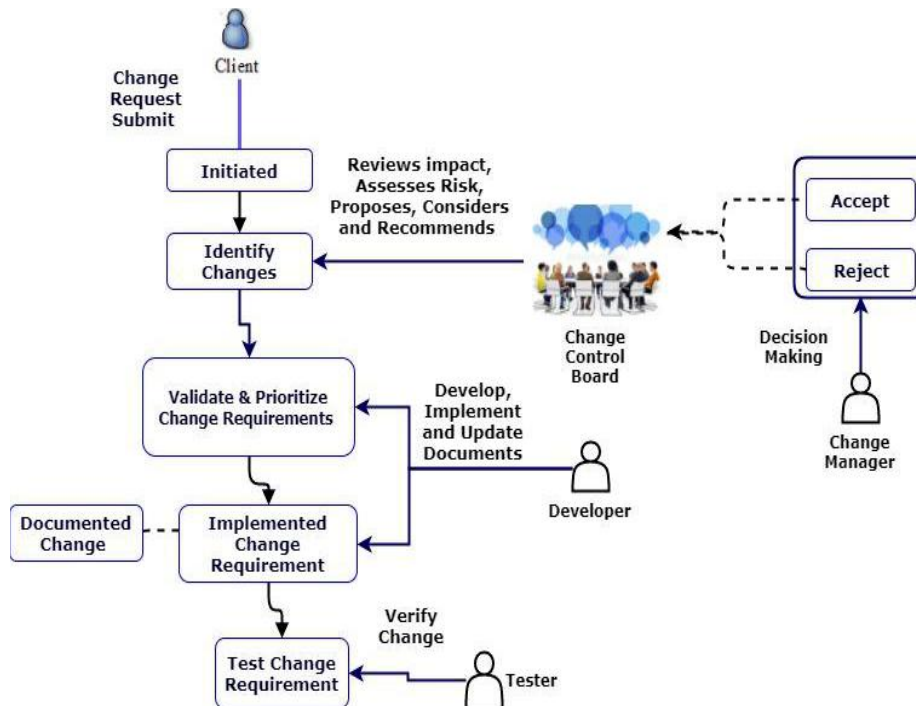 Client
Change
Request
Submit
Initiated
Reviews impact,
Assesses Risk,
Proposes, Considers
and Recommends
Accept
Identify
Changes
Reject
Change
Control
Board
Decision
Making
Validate & Prioritize
Change Requirements
Develop,
Implement
and Update
Documents
Change
Manager
Developer
Documented
Change
Implemented
Change
Requirement
Verify
Change
Test Change
Requirement
Tester